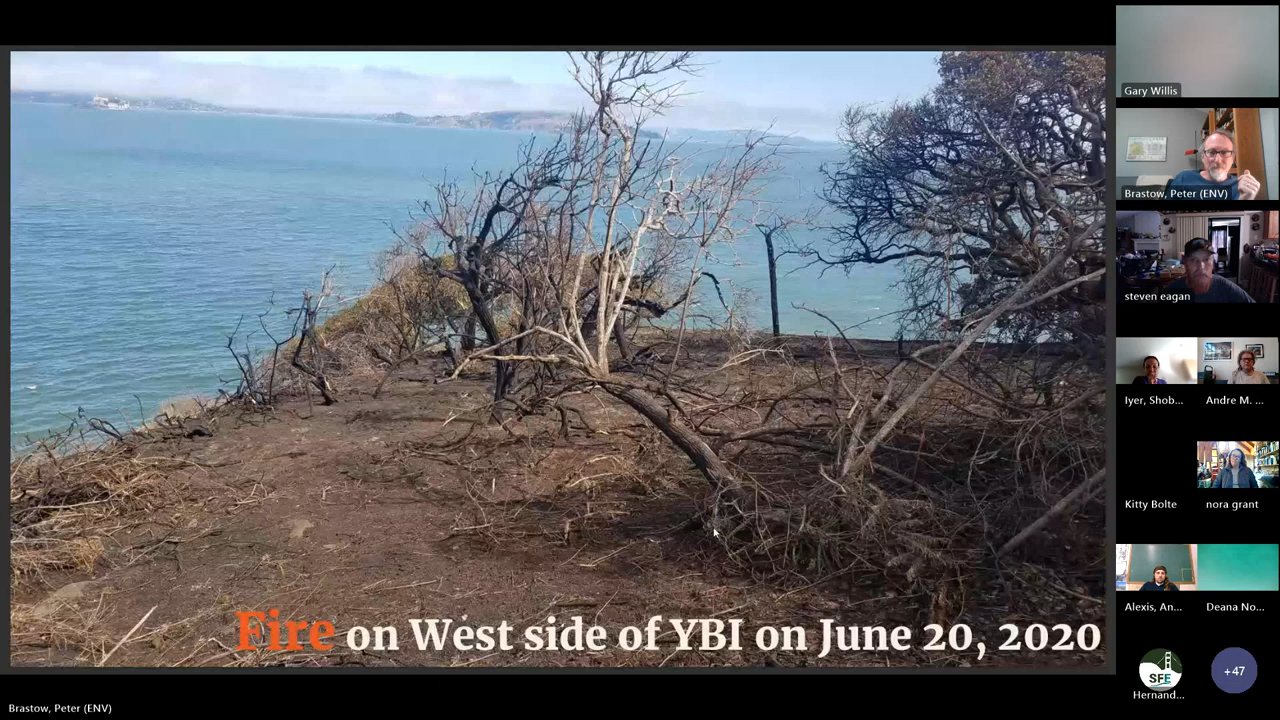 Fire on West side of YBI on June 20, 2020
Brastow, Peter (ENV)
Gary Willis
Brastow, Peter (ENV)
steven eagan
Iyer, Shob...
Andre M. ...
Kitty Bolte
nora grant
Alexis, An...
Deana No...
SFE
Hernand...
+47